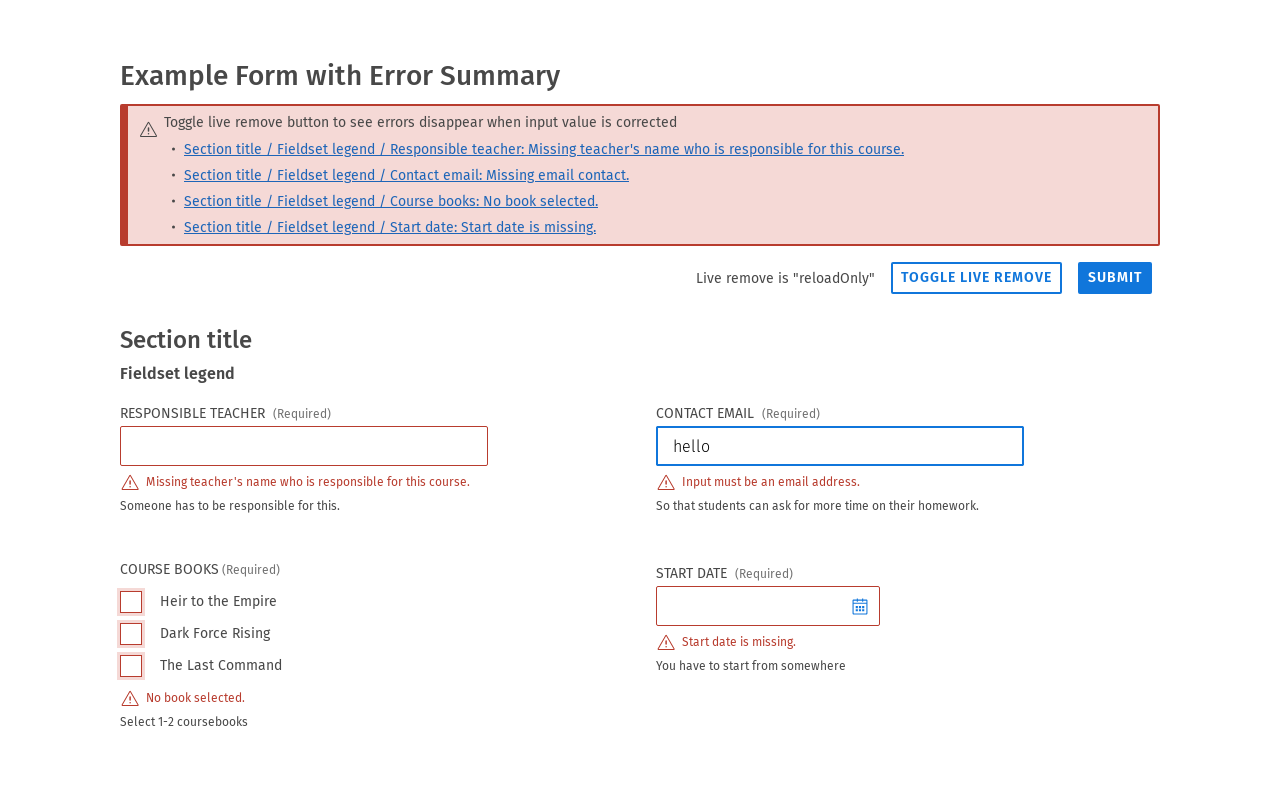 Example Form with Error Summary
Toggle live remove button to see errors disappear when input value is corrected
• Section title / Fieldset legend / Responsible teacher: Missing teacher's name who is responsible for this course.
• Section title / Fieldset legend / Contact email: Missing email contact.
• Section title / Fieldset legend / Course books: No book selected.
• Section title / Fieldset legend / Start date: Start date is missing.
Live remove is "reloadOnly" TOGGLE LIVE REMOVE SUBMIT
Section title
Fieldset legend
RESPONSIBLE TEACHER (Required)
Missing teacher's name who is responsible for this course.
Someone has to be responsible for this.
CONTACT EMAIL (Required)
hello
Input must be an email address.
So that students can ask for more time on their homework.
COURSE BOOKS (Required)
Heir to the Empire
Dark Force Rising
The Last Command
No book selected.
Select 1-2 coursebooks
START DATE (Required)
Start date is missing.
You have to start from somewhere